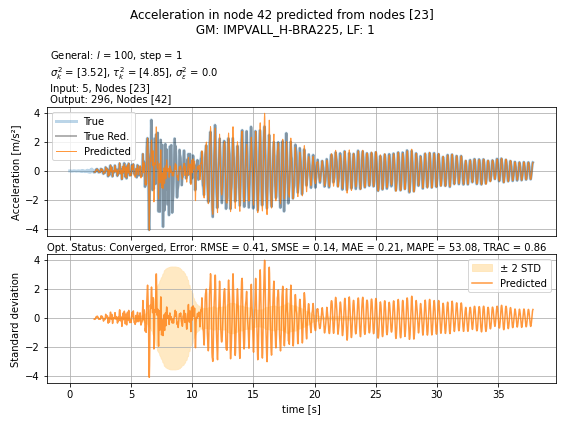 Acceleration in node 42 predicted from nodes [23]
GM: IMPVALL_H-BRA225, LF: 1
General: l = 100, step = 1
σ²ₖ = [3.52], τ²ₖ = [4.85], σ²ε = 0.0
Input: 5, Nodes [23]
Output: 296, Nodes [42]
4
2
0
−2
−4
Acceleration [m/s²]
True
True Red.
Predicted
Opt. Status: Converged, Error: RMSE = 0.41, SMSE = 0.14, MAE = 0.21, MAPE = 53.08, TRAC = 0.86
4
2
0
−2
−4
Standard deviation
± 2 STD
Predicted
0 5 10 15 20 25 30 35
time [s]